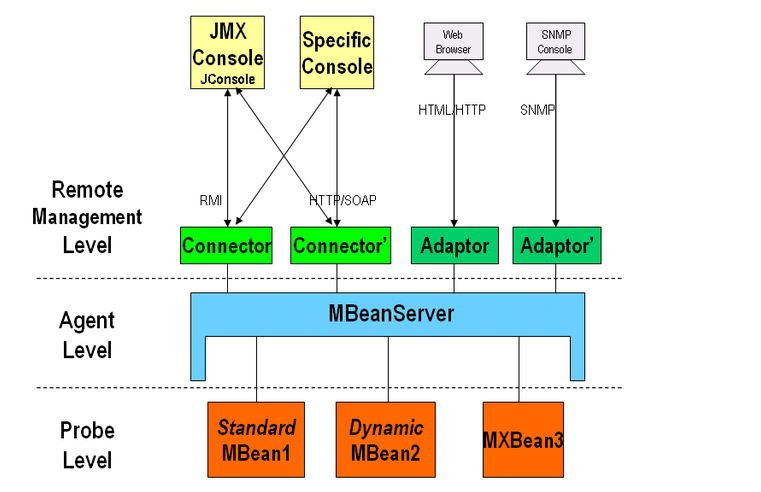 JMX
Console
JConsole
Specific
Console
Web
Browser
SNMP
Console
HTML/HTTP
SNMP
RMI
HTTP/SOAP
Remote
Management
Level
Connector
Connector’
Adaptor
Adaptor’
Agent
Level
MBeanServer
Probe
Level
Standard
MBean1
Dynamic
MBean2
MXBean3